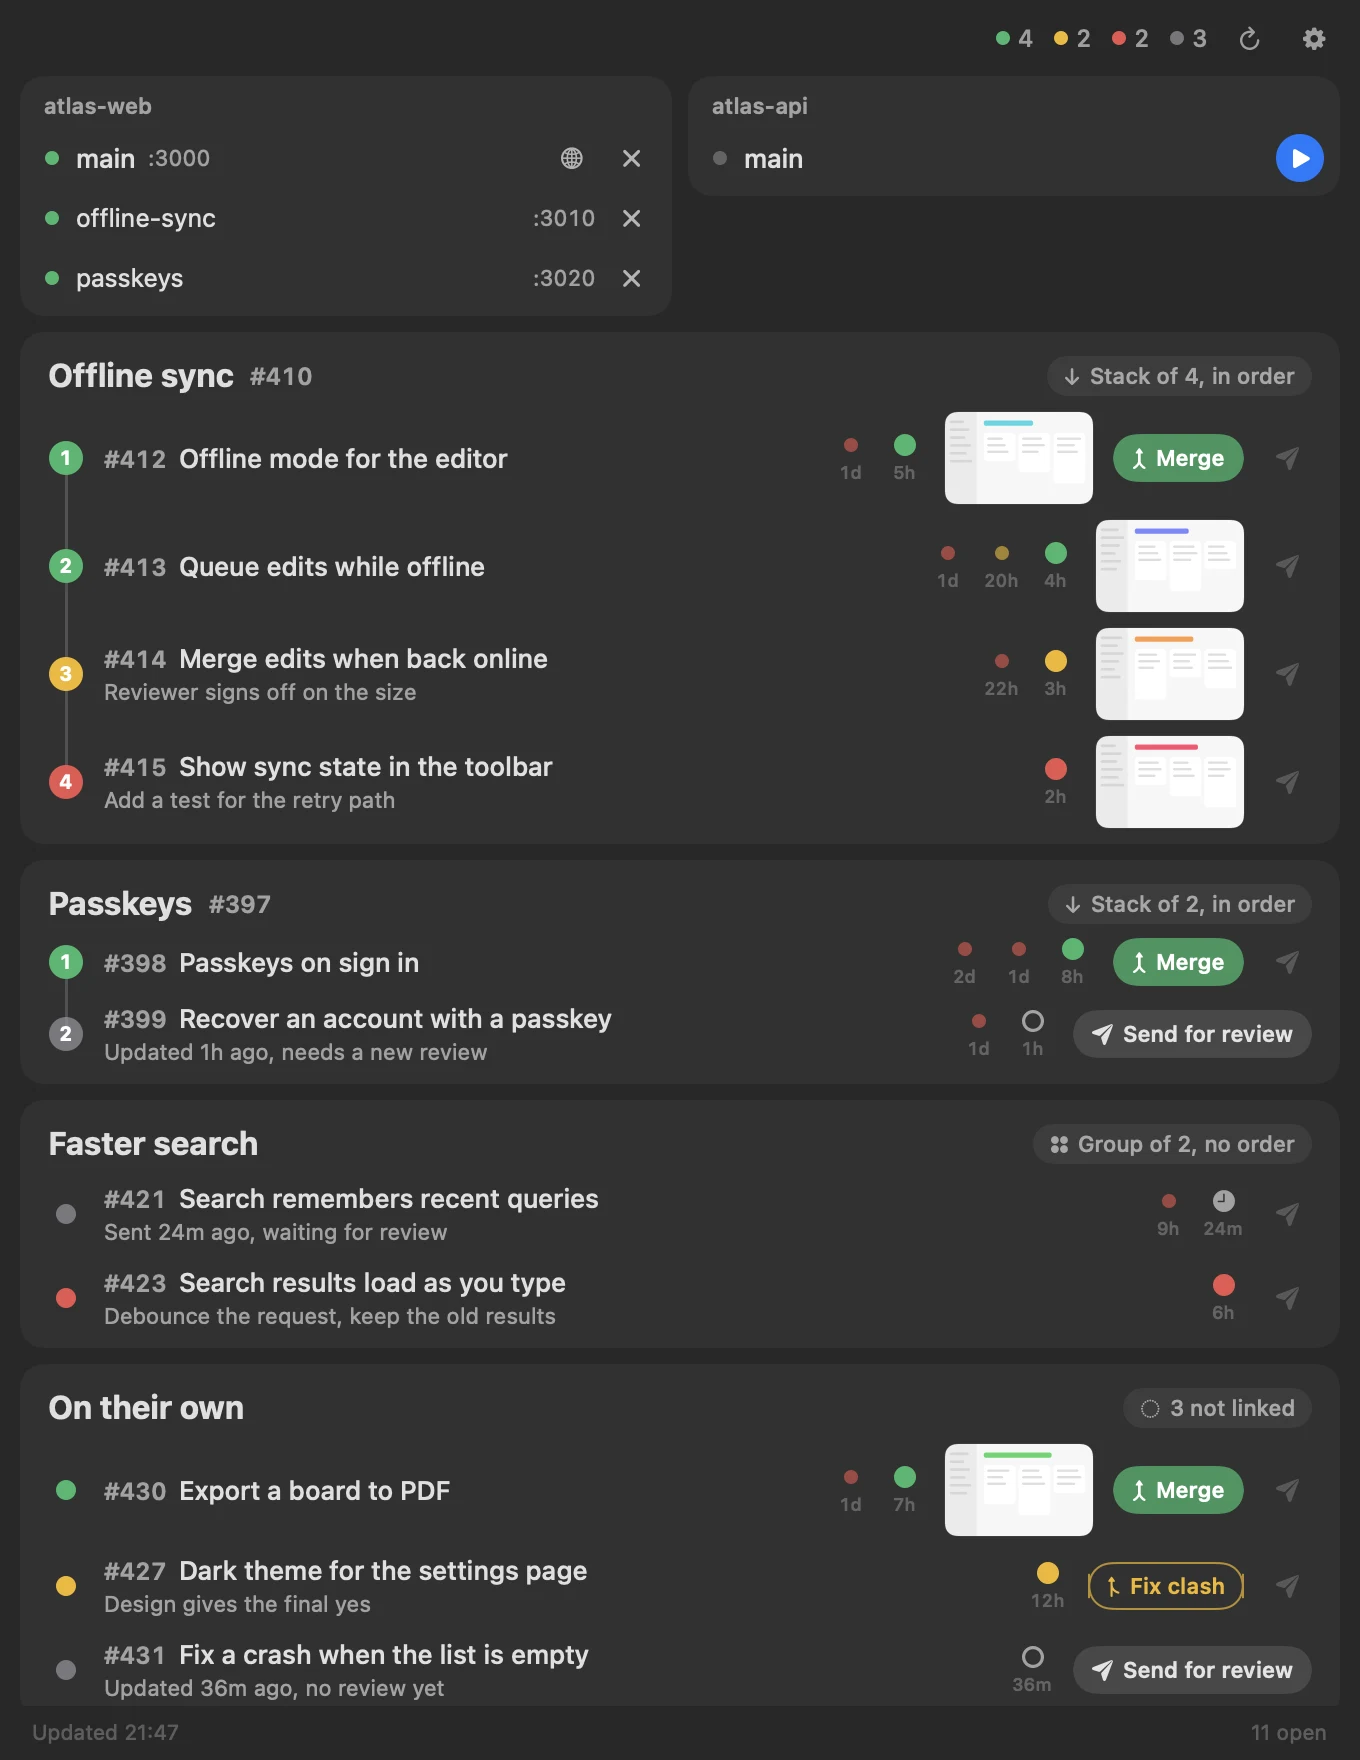 4 2 2 3
atlas-web
main :3000
offline-sync :3010
passkeys :3020
atlas-api
main
Offline sync #410
↓ Stack of 4, in order
1 #412 Offline mode for the editor
1d 5h
Merge
2 #413 Queue edits while offline
1d 20h 4h
3 #414 Merge edits when back online
Reviewer signs off on the size
22h 3h
4 #415 Show sync state in the toolbar
Add a test for the retry path
2h
Passkeys #397
↓ Stack of 2, in order
1 #398 Passkeys on sign in
2d 1d 8h
Merge
2 #399 Recover an account with a passkey
Updated 1h ago, needs a new review
1d 1h
Send for review
Faster search
Group of 2, no order
#421 Search remembers recent queries
Sent 24m ago, waiting for review
9h 24m
#423 Search results load as you type
Debounce the request, keep the old results
6h
On their own
3 not linked
#430 Export a board to PDF
1d 7h
Merge
#427 Dark theme for the settings page
Design gives the final yes
12h
Fix clash
#431 Fix a crash when the list is empty
Updated 36m ago, no review yet
36m
Send for review
Updated 21:47
11 open